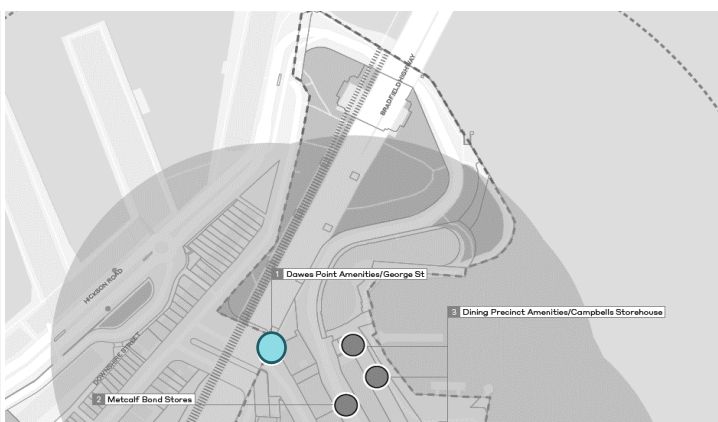 BRADFIELD HIGHWAY
1 Dawes Point Amenities/George St
HICKSON ROAD
3 Dining Precinct Amenities/Campbells Storehouse
DOWNSHIRE STREET
2 Metcalf Bond Stores